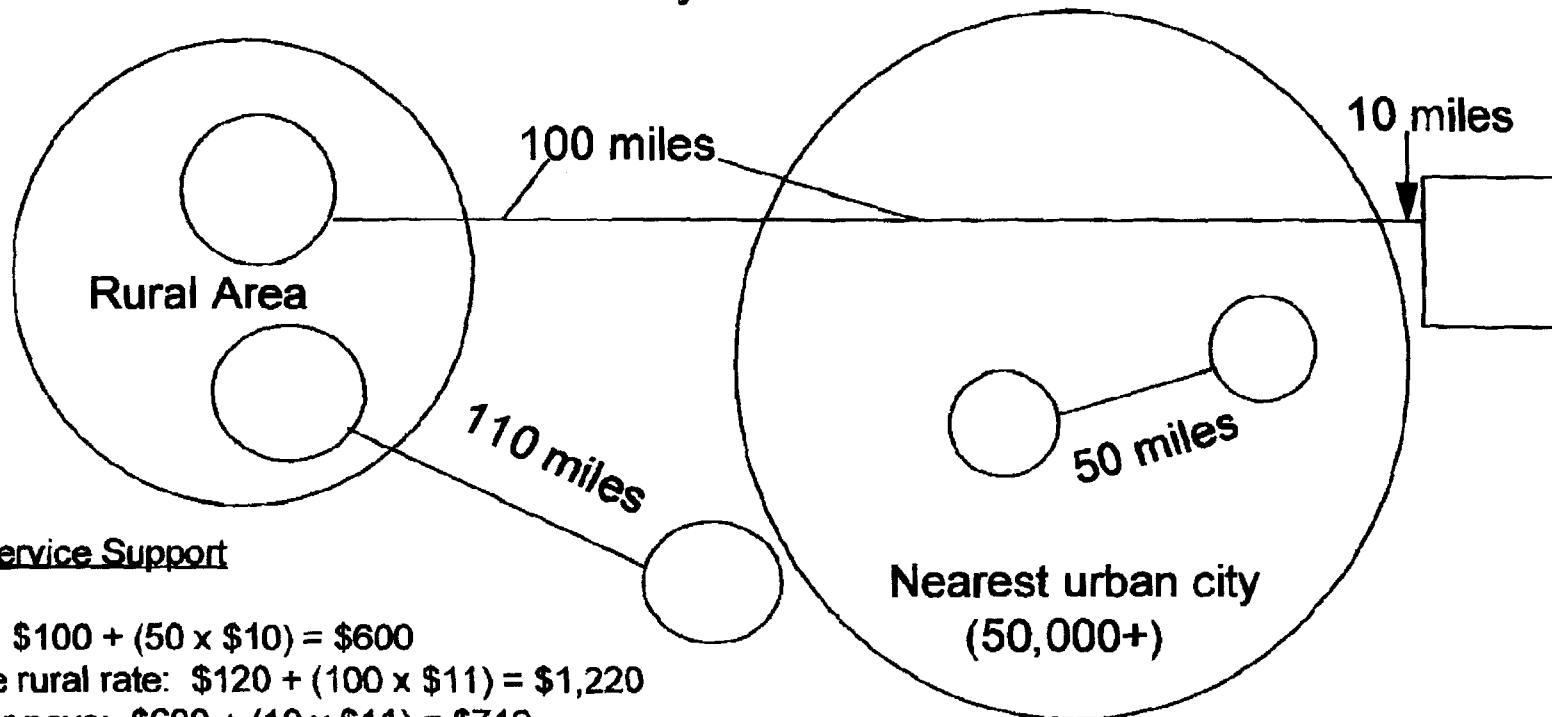 10 miles
100 miles
Rural Area
110 miles
50 miles
ervice Support
Nearest urban city
(50,000+)
$100 + (50 x $10) = $600
e rural rate: $120 + (100 x $11) = $1,220